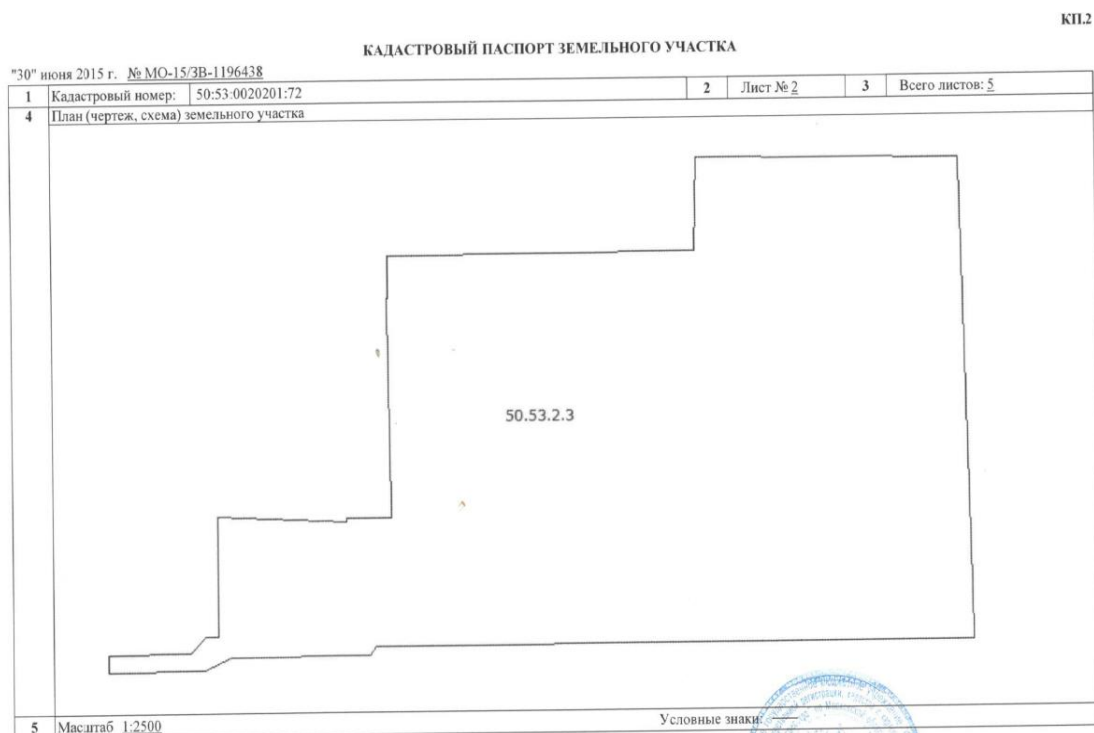 КП.2
КАДАСТРОВЫЙ ПАСПОРТ ЗЕМЕЛЬНОГО УЧАСТКА
"30" июня 2015 г. № МО-15/ЗВ-1196438
1 Кадастровый номер: 50:53:0020201:72 2 Лист № 2 3 Всего листов: 5
4 План (чертеж, схема) земельного участка
50.53.2.3
5 Масштаб 1:2500 Условные знаки: